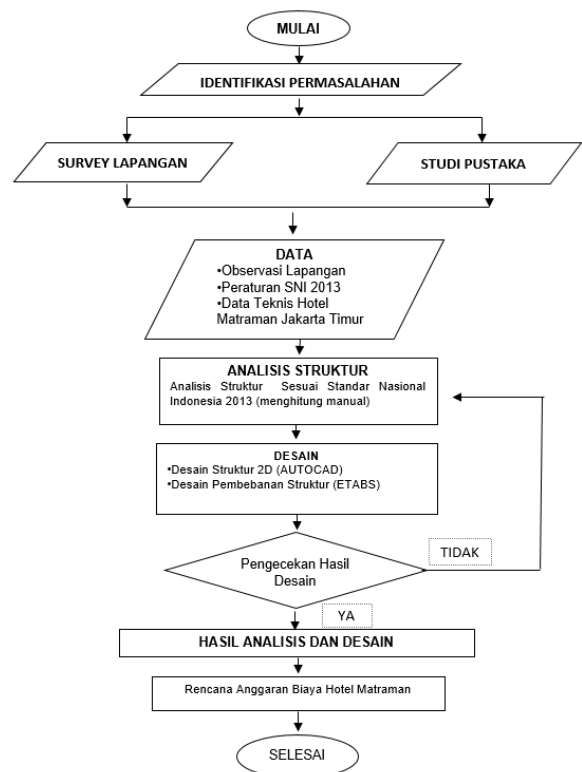 MULAI
IDENTIFIKASI PERMASALAHAN
SURVEY LAPANGAN
STUDI PUSTAKA
DATA
•Observasi Lapangan
•Peraturan SNI 2013
•Data Teknis Hotel
Matraman Jakarta Timur
ANALISIS STRUKTUR
Analisis Struktur Sesuai Standar Nasional
Indonesia 2013 (menghitung manual)
DESAIN
•Desain Struktur 2D (AUTOCAD)
•Desain Pembebanan Struktur (ETABS)
Pengecekan Hasil
Desain
TIDAK
YA
HASIL ANALISIS DAN DESAIN
Rencana Anggaran Biaya Hotel Matraman
SELESAI